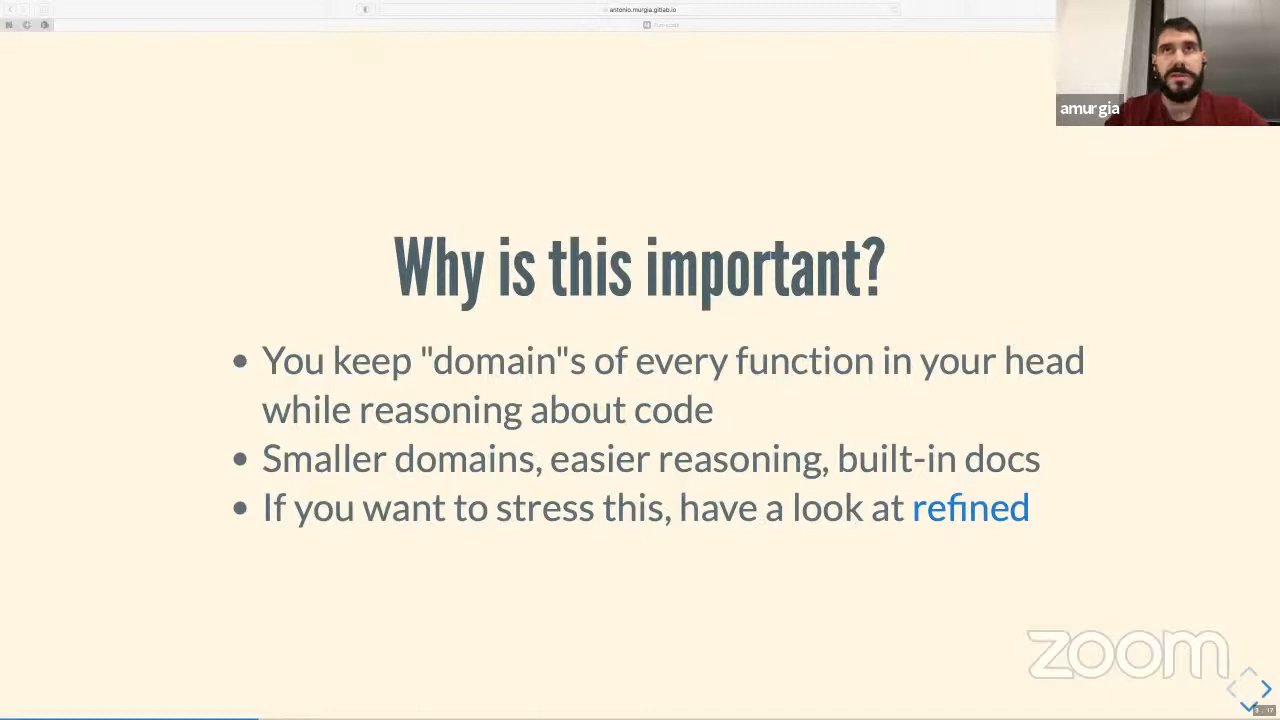 antonio.murgia.gitlab.io
amurgia
Why is this important?
You keep "domain"s of every function in your head
while reasoning about code
Smaller domains, easier reasoning, built-in docs
If you want to stress this, have a look at refined
zoom